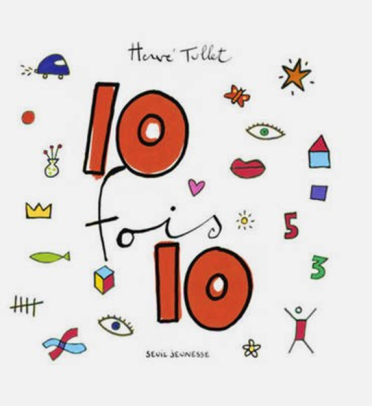 Hervé Tullet
10
fois
10
5
3
SEUIL JEUNESSE